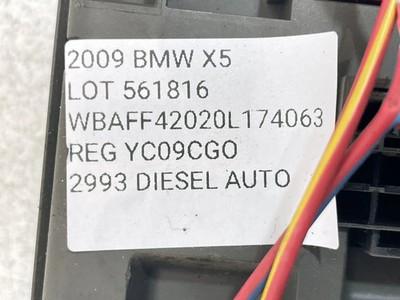 2009 BMW X5
LOT 561816
WBAFF42020L174063
REG YC09CGO
2993 DIESEL AUTO